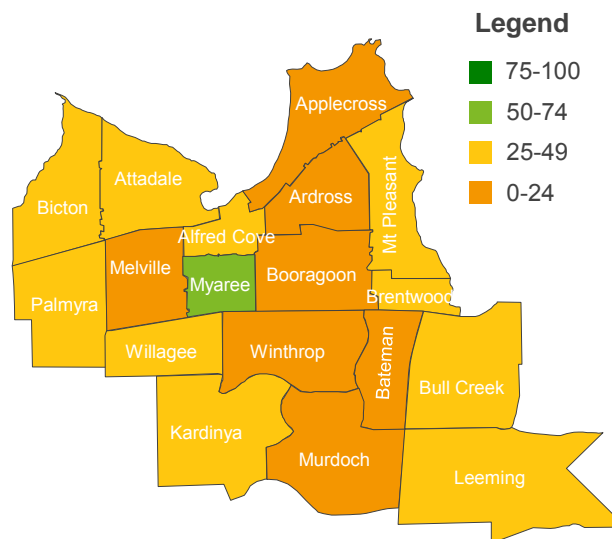 Legend
75-100
50-74
25-49
0-24
Applecross
Attadale
Ardross
Bicton
Mt Pleasant
Alfred Cove
Melville
Booragoon
Myaree
Brentwood
Palmyra
Willagee
Winthrop
Bateman
Bull Creek
Kardinya
Murdoch
Leeming